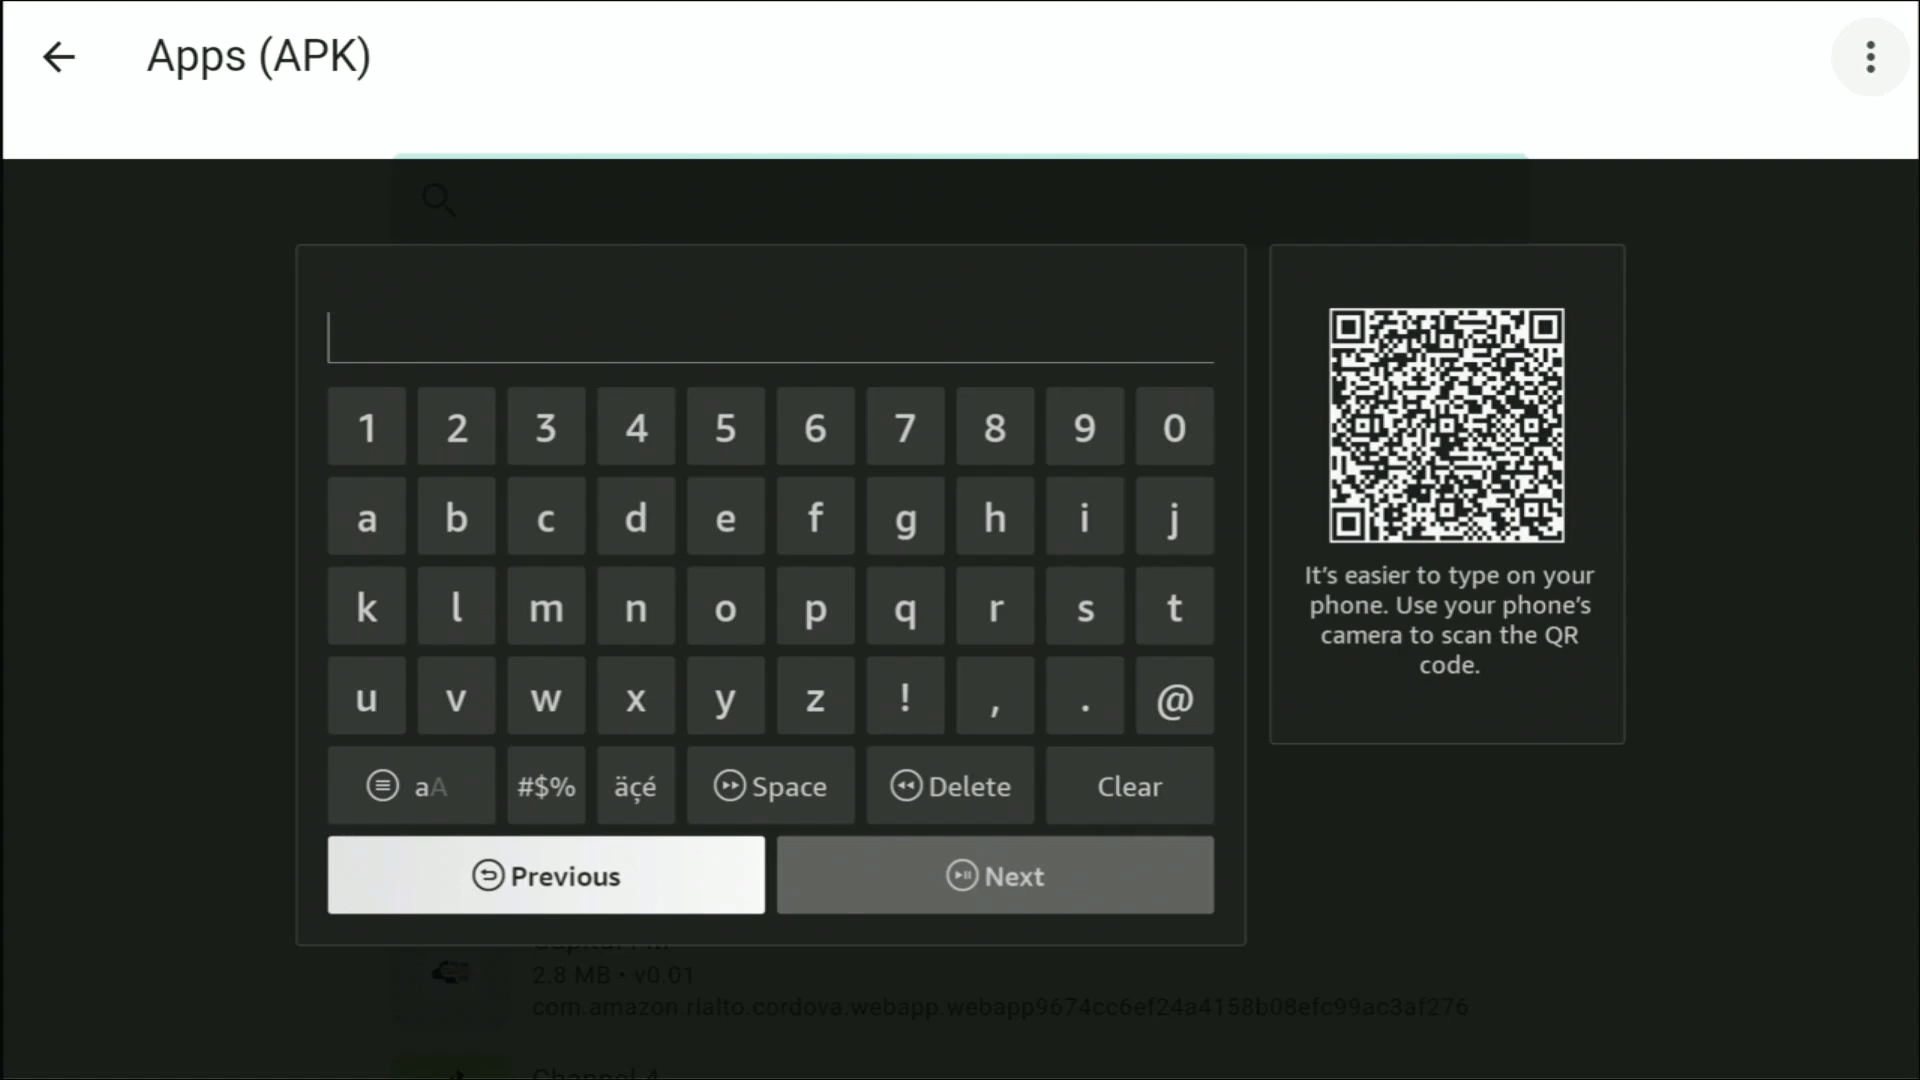 Apps (APK)
1 2 3 4 5 6 7 8 9 0
a b c d e f g h i j
k l m n o p q r s t
u v w x y z ! , . @
aA #$% äçé Space Delete Clear
Previous Next
It's easier to type on your
phone. Use your phone's
camera to scan the QR
code.
2.8 MB • v0.01
com.amazon.rialto.cordova.webapp.webapp9674cc6ef24a4158b08efc99ac3af276
Channel 4